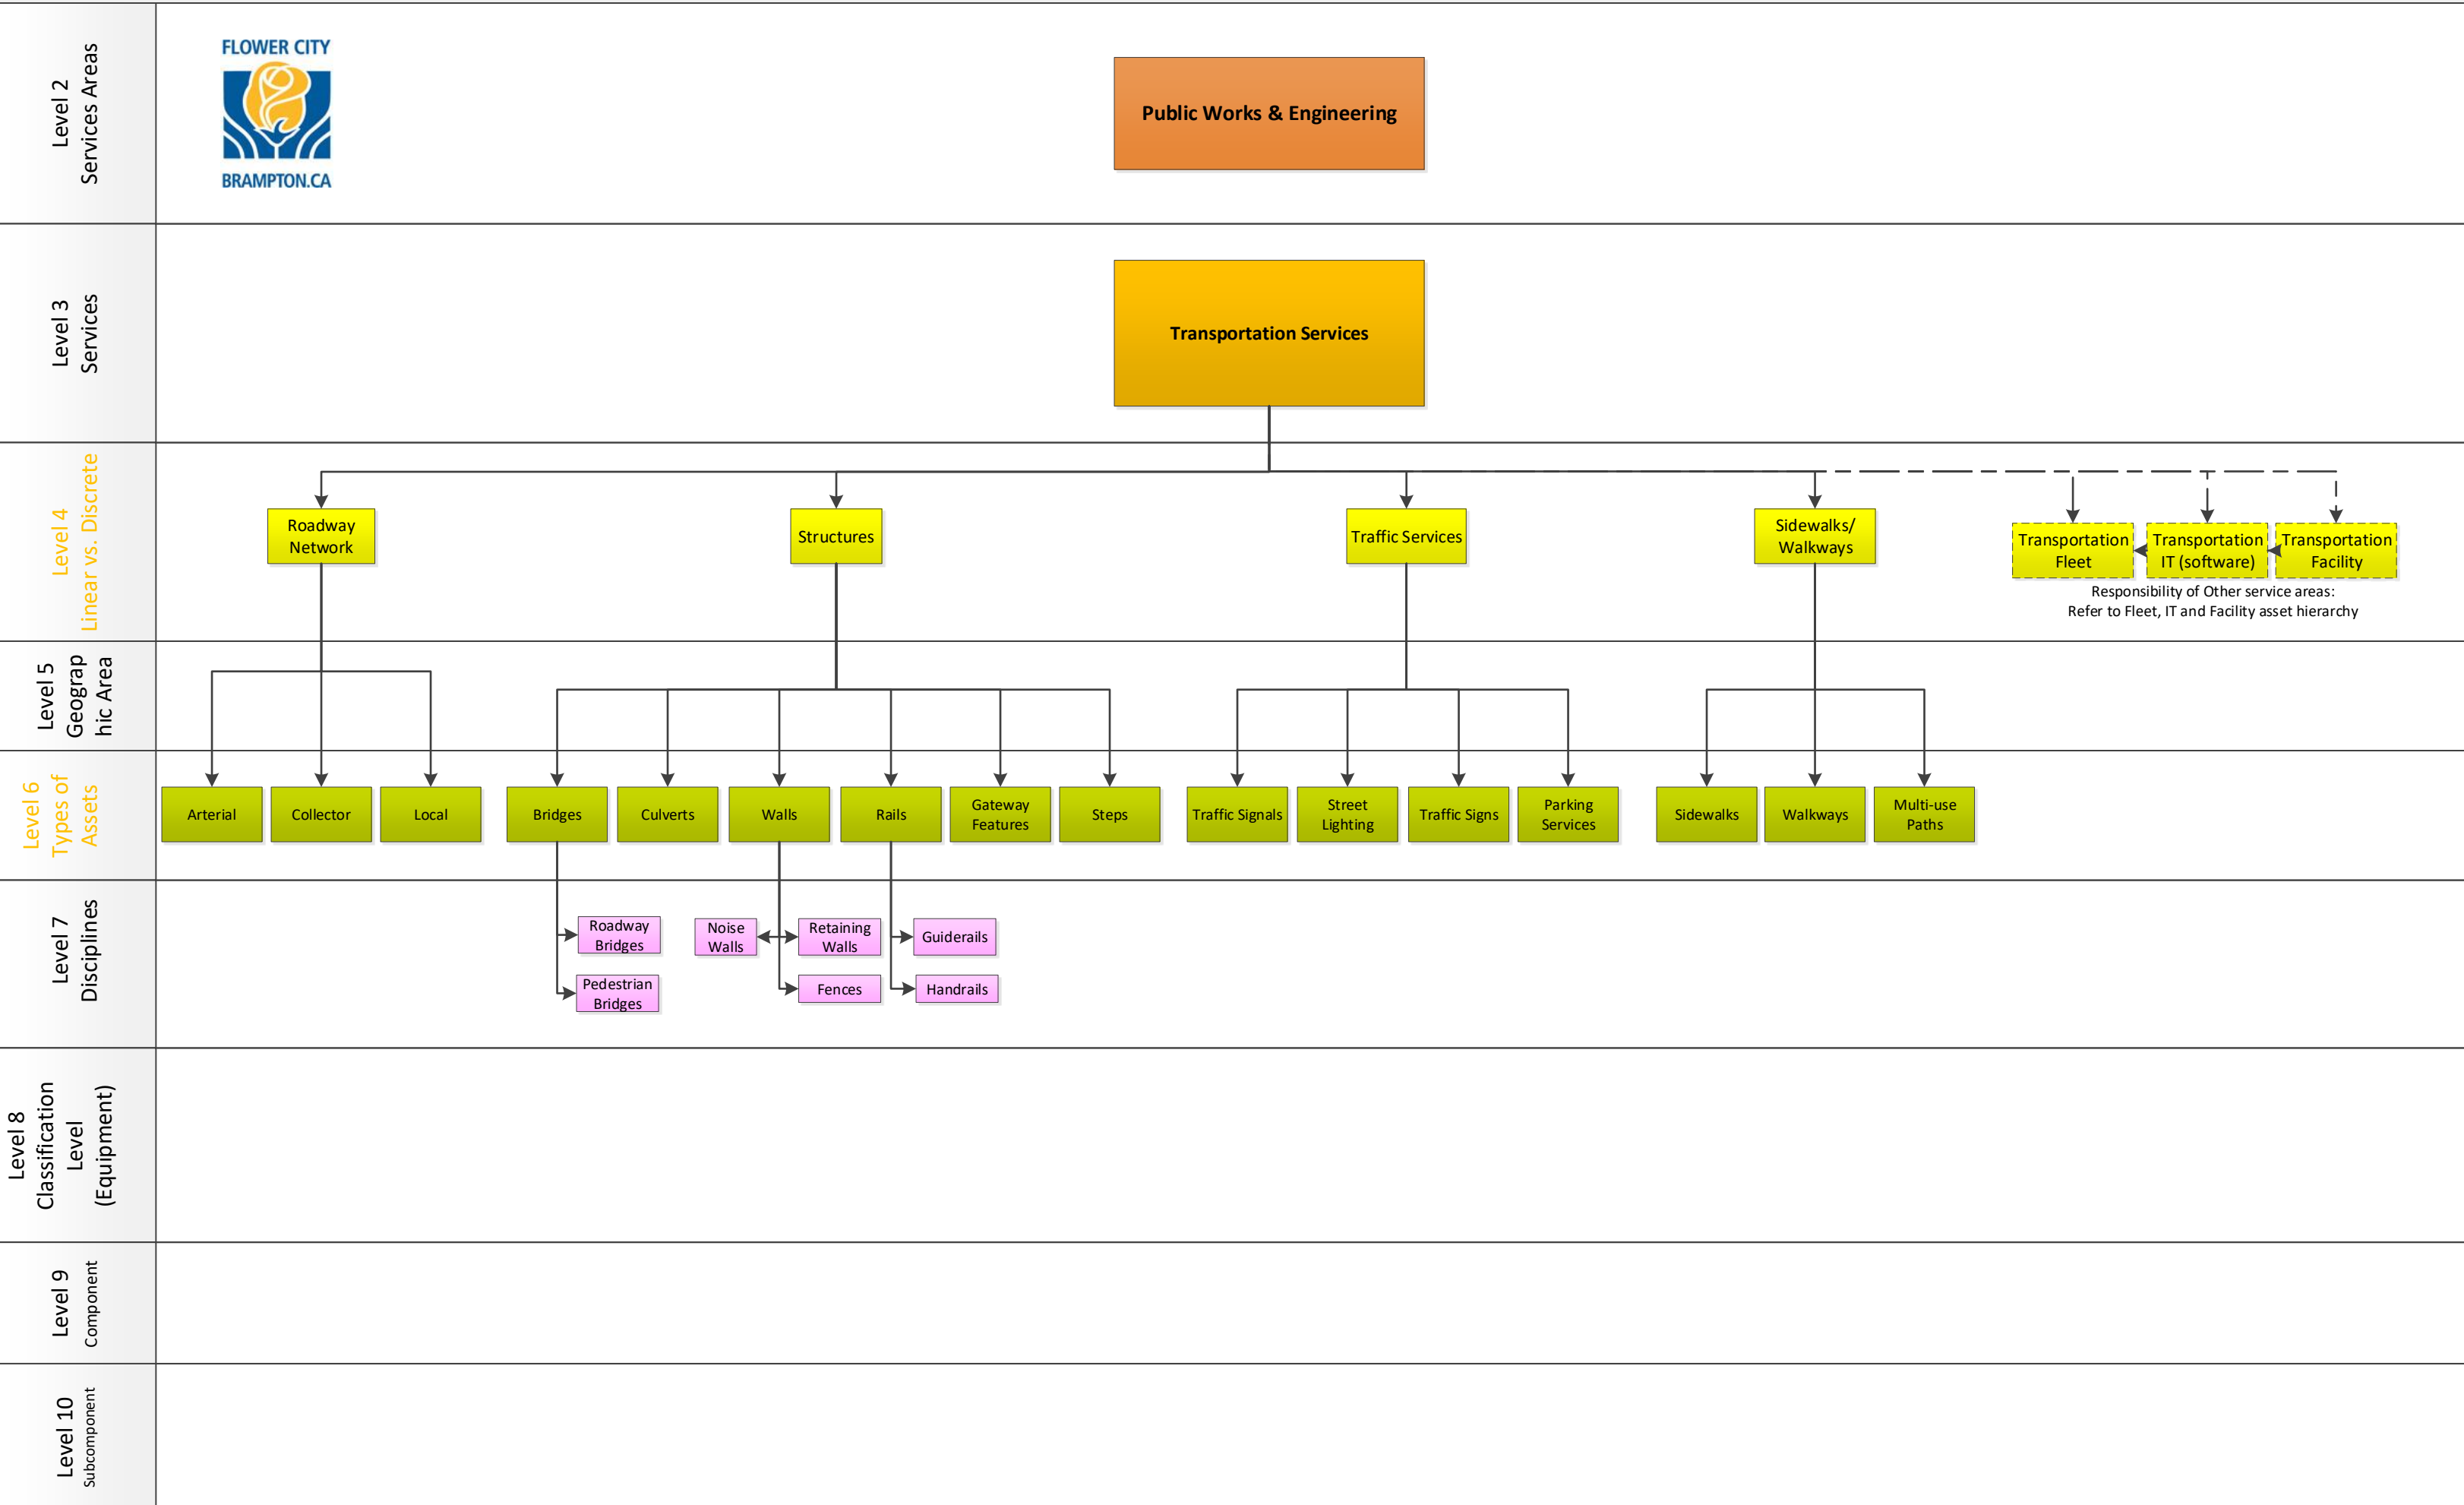 Level 2
Services Areas
FLOWER CITY
BRAMPTON.CA
Public Works & Engineering
Level 3
Services
Transportation Services
Level 4
Linear vs. Discrete
Roadway
Network
Structures
Traffic Services
Sidewalks/
Walkways
Transportation
Fleet
Transportation
IT (software)
Transportation
Facility
Responsibility of Other service areas:
Refer to Fleet, IT and Facility asset hierarchy
Level 5
Geograp
hic Area
Level 6
Types of
Assets
Arterial
Collector
Local
Bridges
Culverts
Walls
Rails
Gateway
Features
Steps
Traffic Signals
Street
Lighting
Traffic Signs
Parking
Services
Sidewalks
Walkways
Multi-use
Paths
Level 7
Disciplines
Roadway
Bridges
Noise
Walls
Retaining
Walls
Guiderails
Pedestrian
Bridges
Fences
Handrails
Level 8
Classification
Level
(Equipment)
Level 9
Component
Level 10
Subcomponent